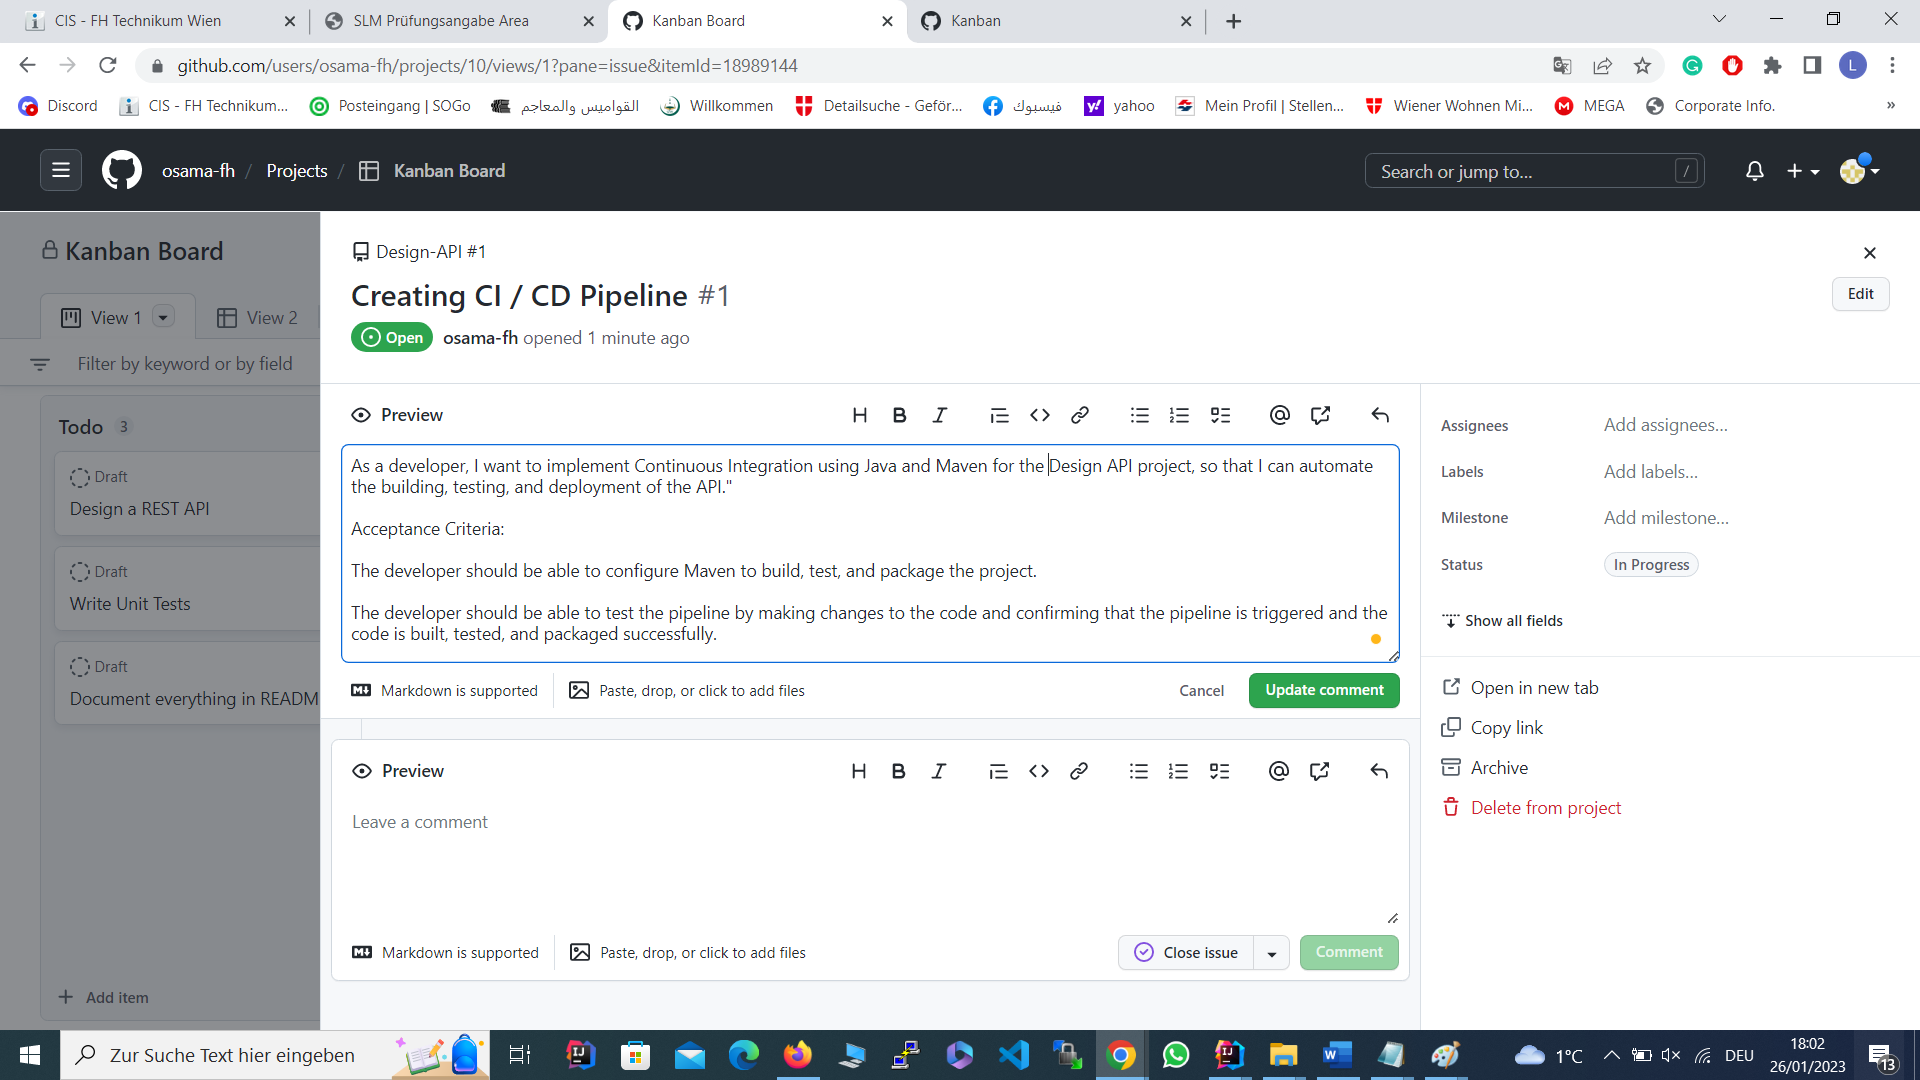 CIS - FH Technikum Wien
SLM Prüfungsangabe Area
Kanban Board
Kanban
github.com/users/osama-fh/projects/10/views/1?pane=issue&itemId=18989144
L
Discord
CIS - FH Technikum...
Posteingang | SOGo
القواميس والمعاجم
Willkommen
Detailsuche - Geför...
فيسبوك
yahoo
Mein Profil | Stellen...
Wiener Wohnen Mi...
MEGA
Corporate Info.
»
osama-fh / Projects / Kanban Board
Search or jump to... /
Kanban Board
View 1
View 2
Filter by keyword or by field
Todo 3
Draft
Design a REST API
Draft
Write Unit Tests
Draft
Document everything in READM
Add item
Design-API #1
Creating CI / CD Pipeline #1
Edit
Open osama-fh opened 1 minute ago
Preview
As a developer, I want to implement Continuous Integration using Java and Maven for the Design API project, so that I can automate
the building, testing, and deployment of the API."
Acceptance Criteria:
The developer should be able to configure Maven to build, test, and package the project.
The developer should be able to test the pipeline by making changes to the code and confirming that the pipeline is triggered and the
code is built, tested, and packaged successfully.
Markdown is supported
Paste, drop, or click to add files
Cancel
Update comment
Preview
Leave a comment
Markdown is supported
Paste, drop, or click to add files
Close issue
Comment
Assignees Add assignees...
Labels Add labels...
Milestone Add milestone...
Status In Progress
Show all fields
Open in new tab
Copy link
Archive
Delete from project
Zur Suche Text hier eingeben
1°C
DEU
18:02
26/01/2023
13